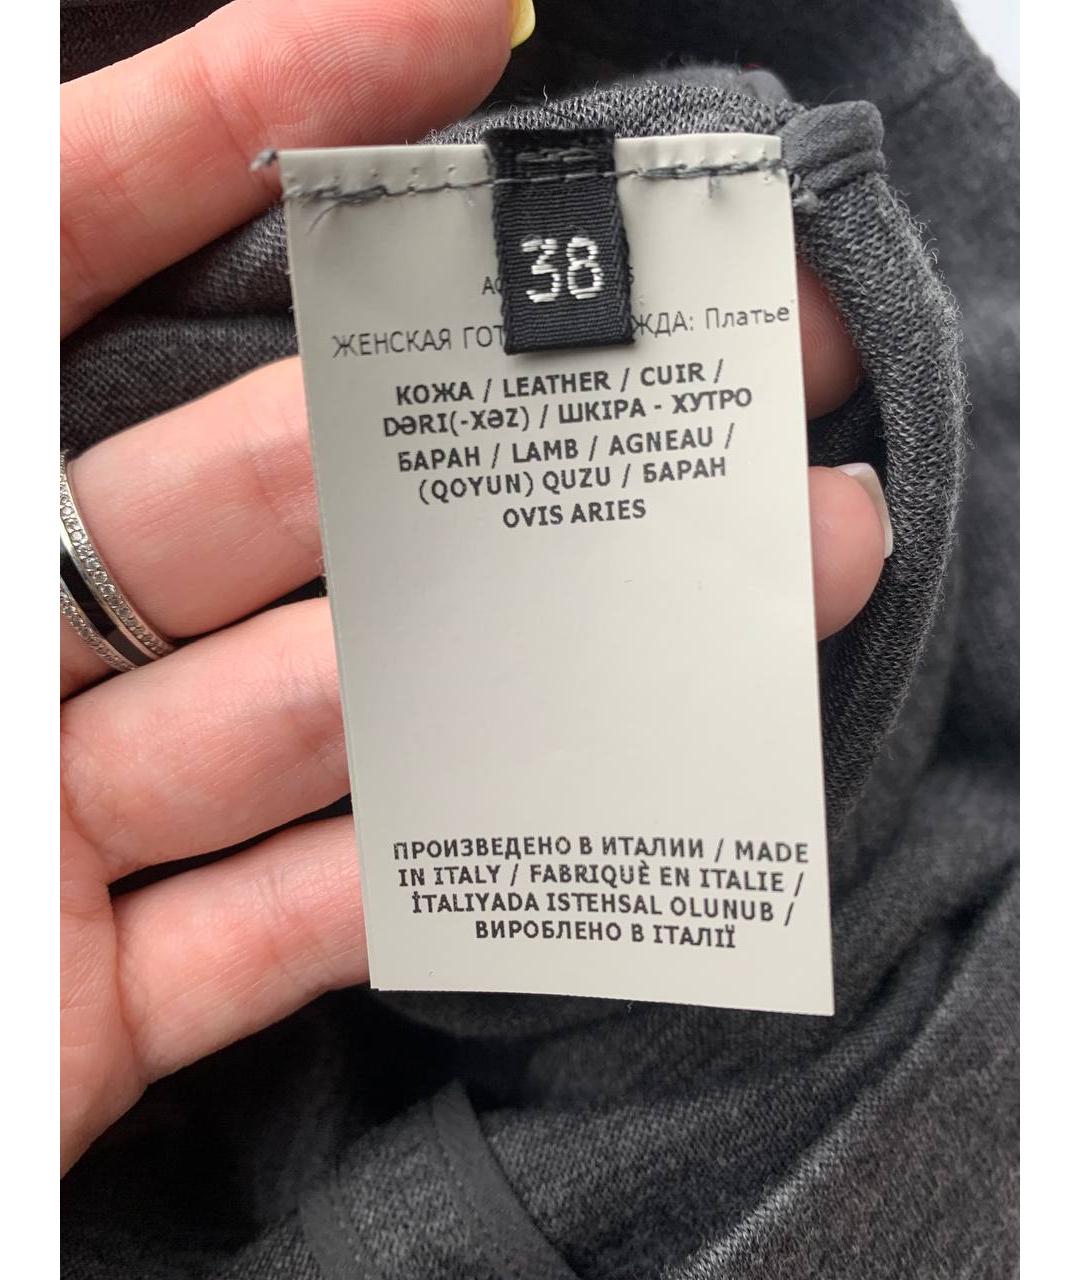 38
ЖЕНСКАЯ ГОТ ЖДА: Платье
КОЖА / LEATHER / CUIR /
DƏRI(-XƏZ) / ШКІРА - ХУТРО
БАРАН / LAMB / AGNEAU /
(QOYUN) QUZU / БАРАН
OVIS ARIES
ПРОИЗВЕДЕНО В ИТАЛИИ / MADE
IN ITALY / FABRIQUÈ EN ITALIE /
İTALIYADA ISTEHSAL OLUNUB /
ВИРОБЛЕНО В ІТАЛІЇ